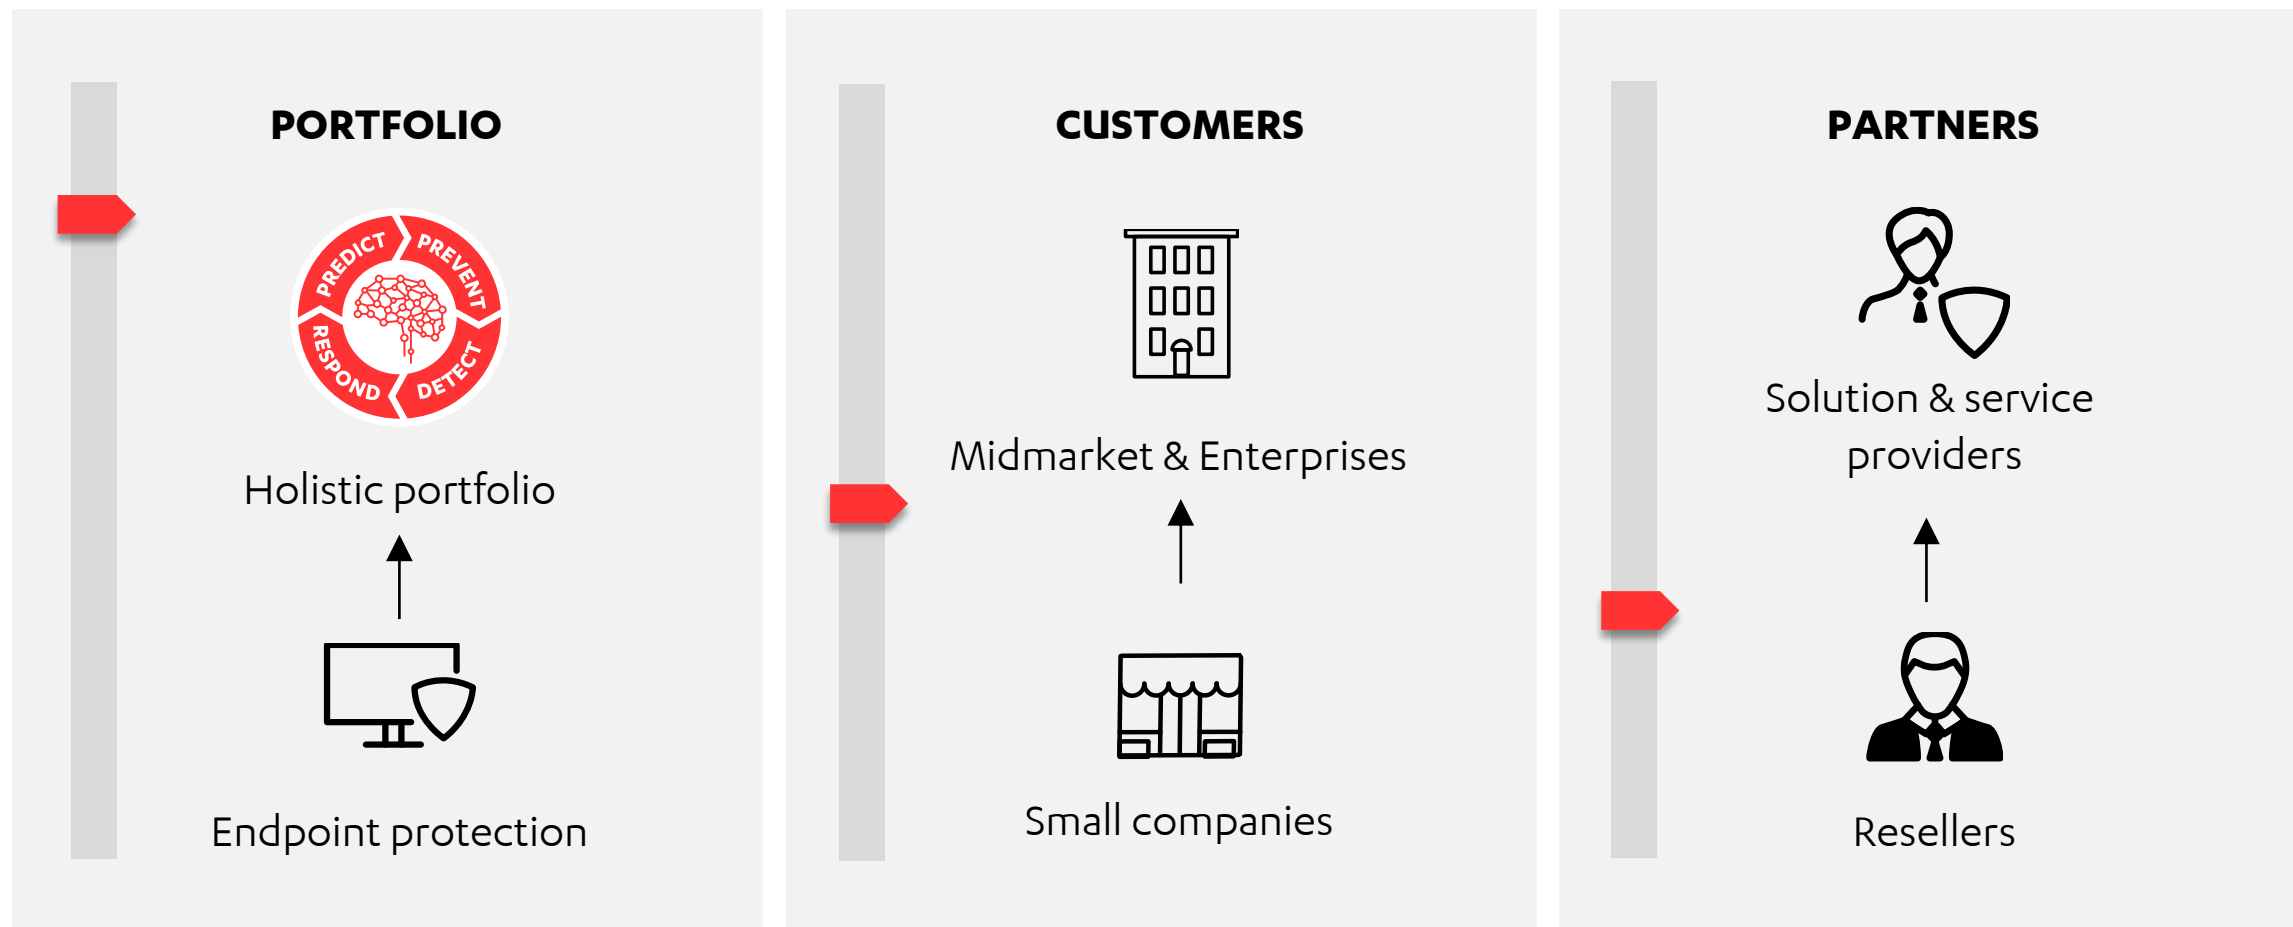 PORTFOLIO
PREDICT
PREVENT
DETECT
RESPOND
Holistic portfolio
Endpoint protection
CUSTOMERS
Midmarket & Enterprises
Small companies
PARTNERS
Solution & service
providers
Resellers